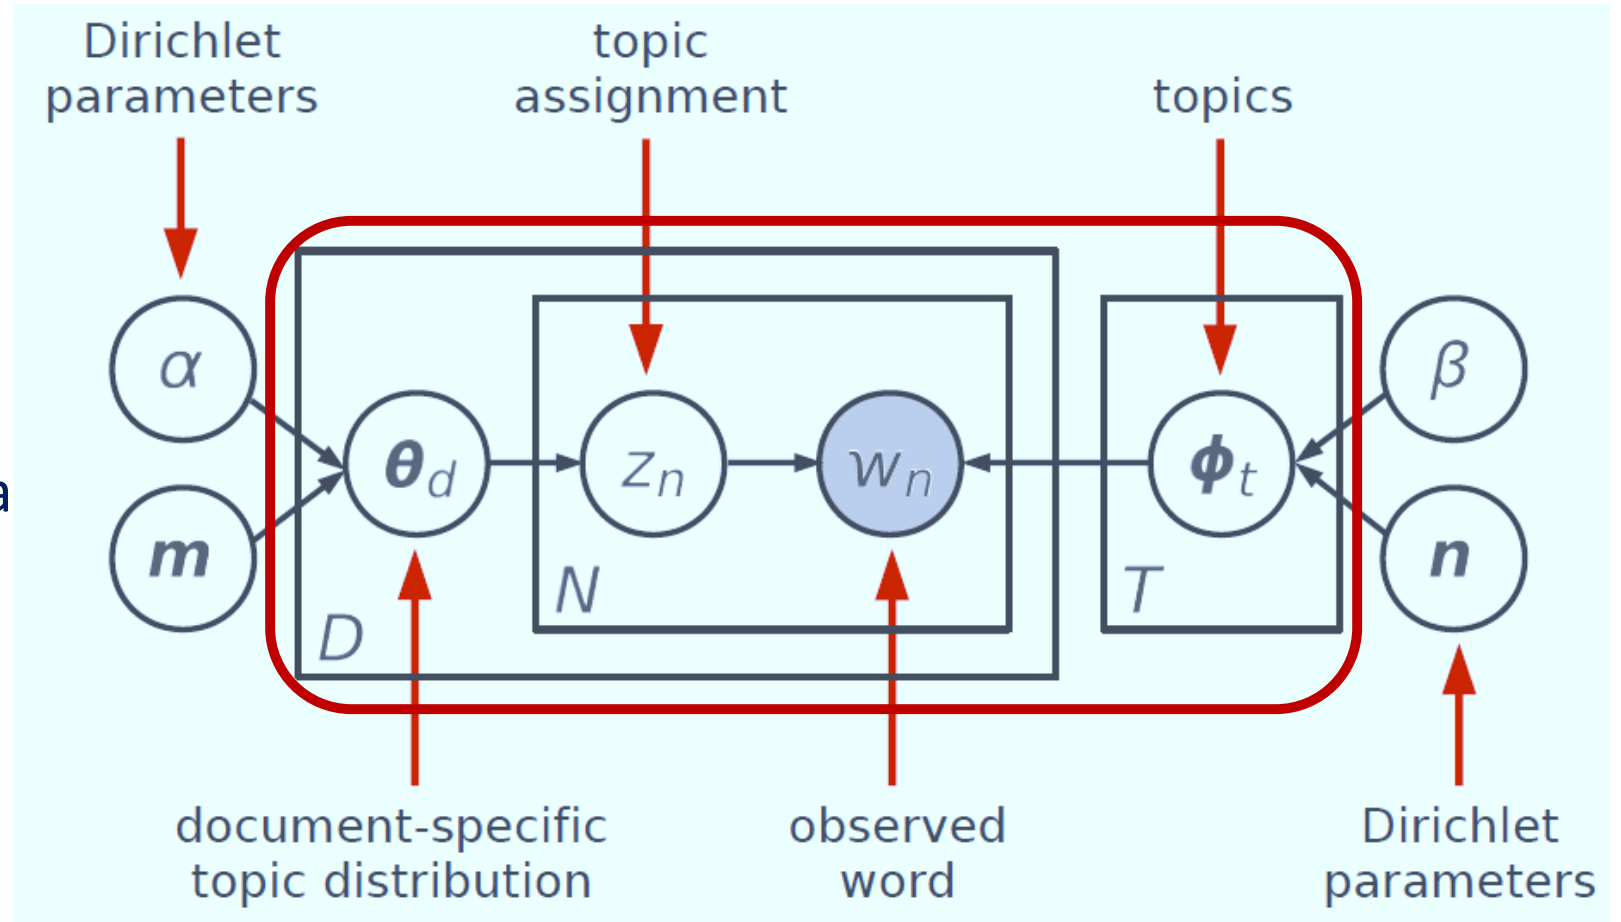 Dirichlet
parameters
topic
assignment
topics
α
m
θd
zn
wn
ϕt
β
n
D
N
T
a
document-specific
topic distribution
observed
word
Dirichlet
parameters